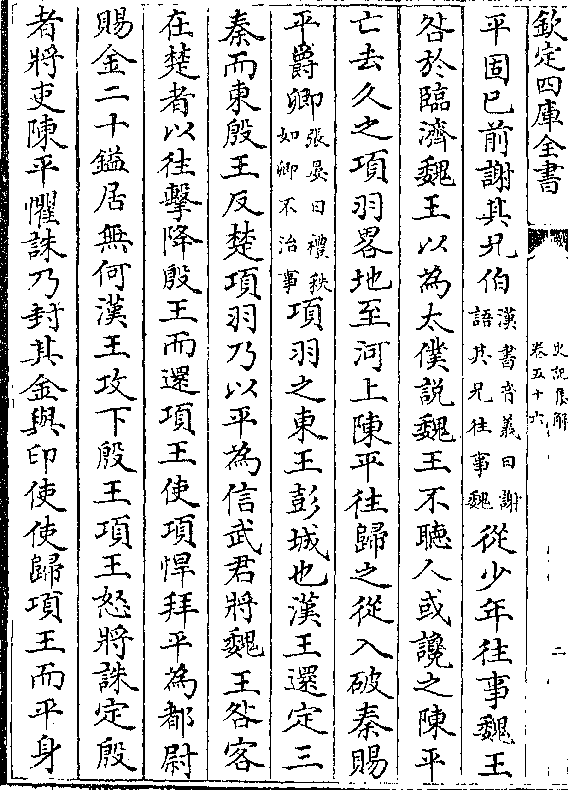 欽定四庫全書
史記集解
卷五十六
二
平固已前謝其兄伯漢書音義曰謝語其兄往事魏從少年往事魏王
咎於臨濟魏王以為太僕説魏王不聽人或讒之陳平
亡去久之項羽畧地至河上陳平往歸之從入破秦賜
平爵卿張晏曰禮秩如卿不治事項羽之東王彭城也漢王還定三
秦而東殷王反楚項羽乃以平為信武君將魏王咎客
在楚者以往擊降殷王而還項王使項悍拜平為都尉
賜金二十鎰居無何漢王攻下殷王項王怒將誅定殷
者將吏陳平懼誅乃封其金與印使使歸項王而平身